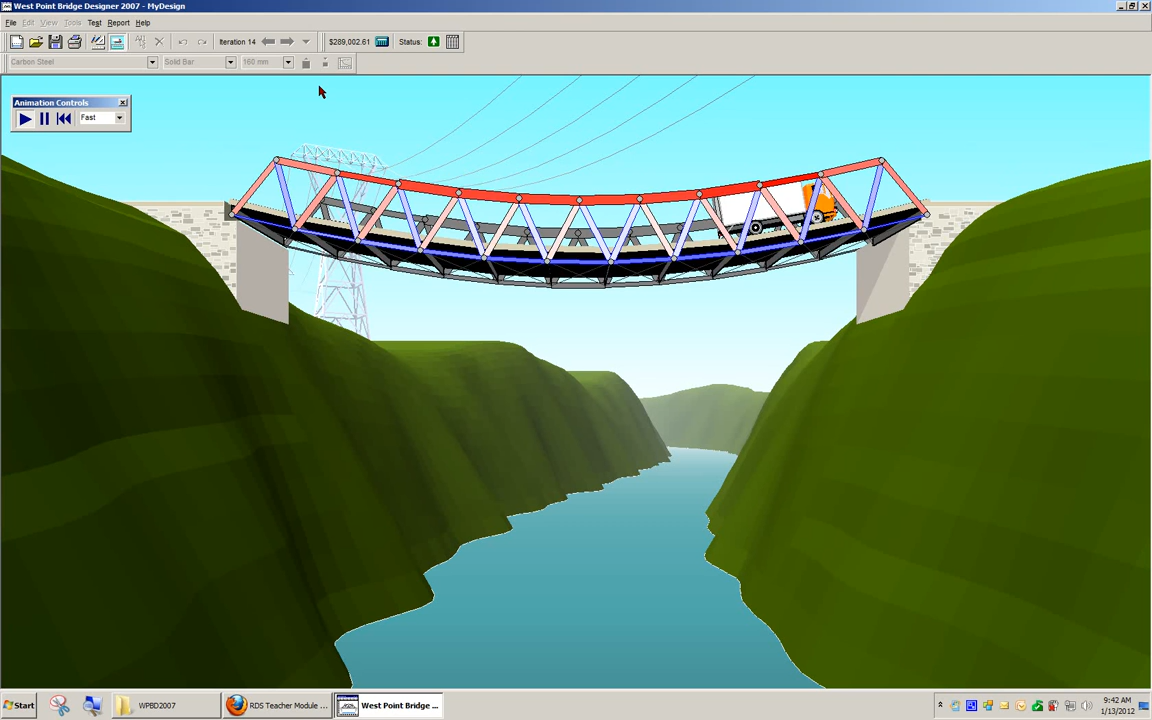 West Point Bridge Designer 2007 - MyDesign
File Edit View Tools Test Report Help
Iteration 14 $289,002.61 Status:
Carbon Steel Solid Bar 160 mm
Animation Controls
Fast
Start WPBD2007 RDS Teacher Module ... West Point Bridge ... 9:42 AM
1/13/2012